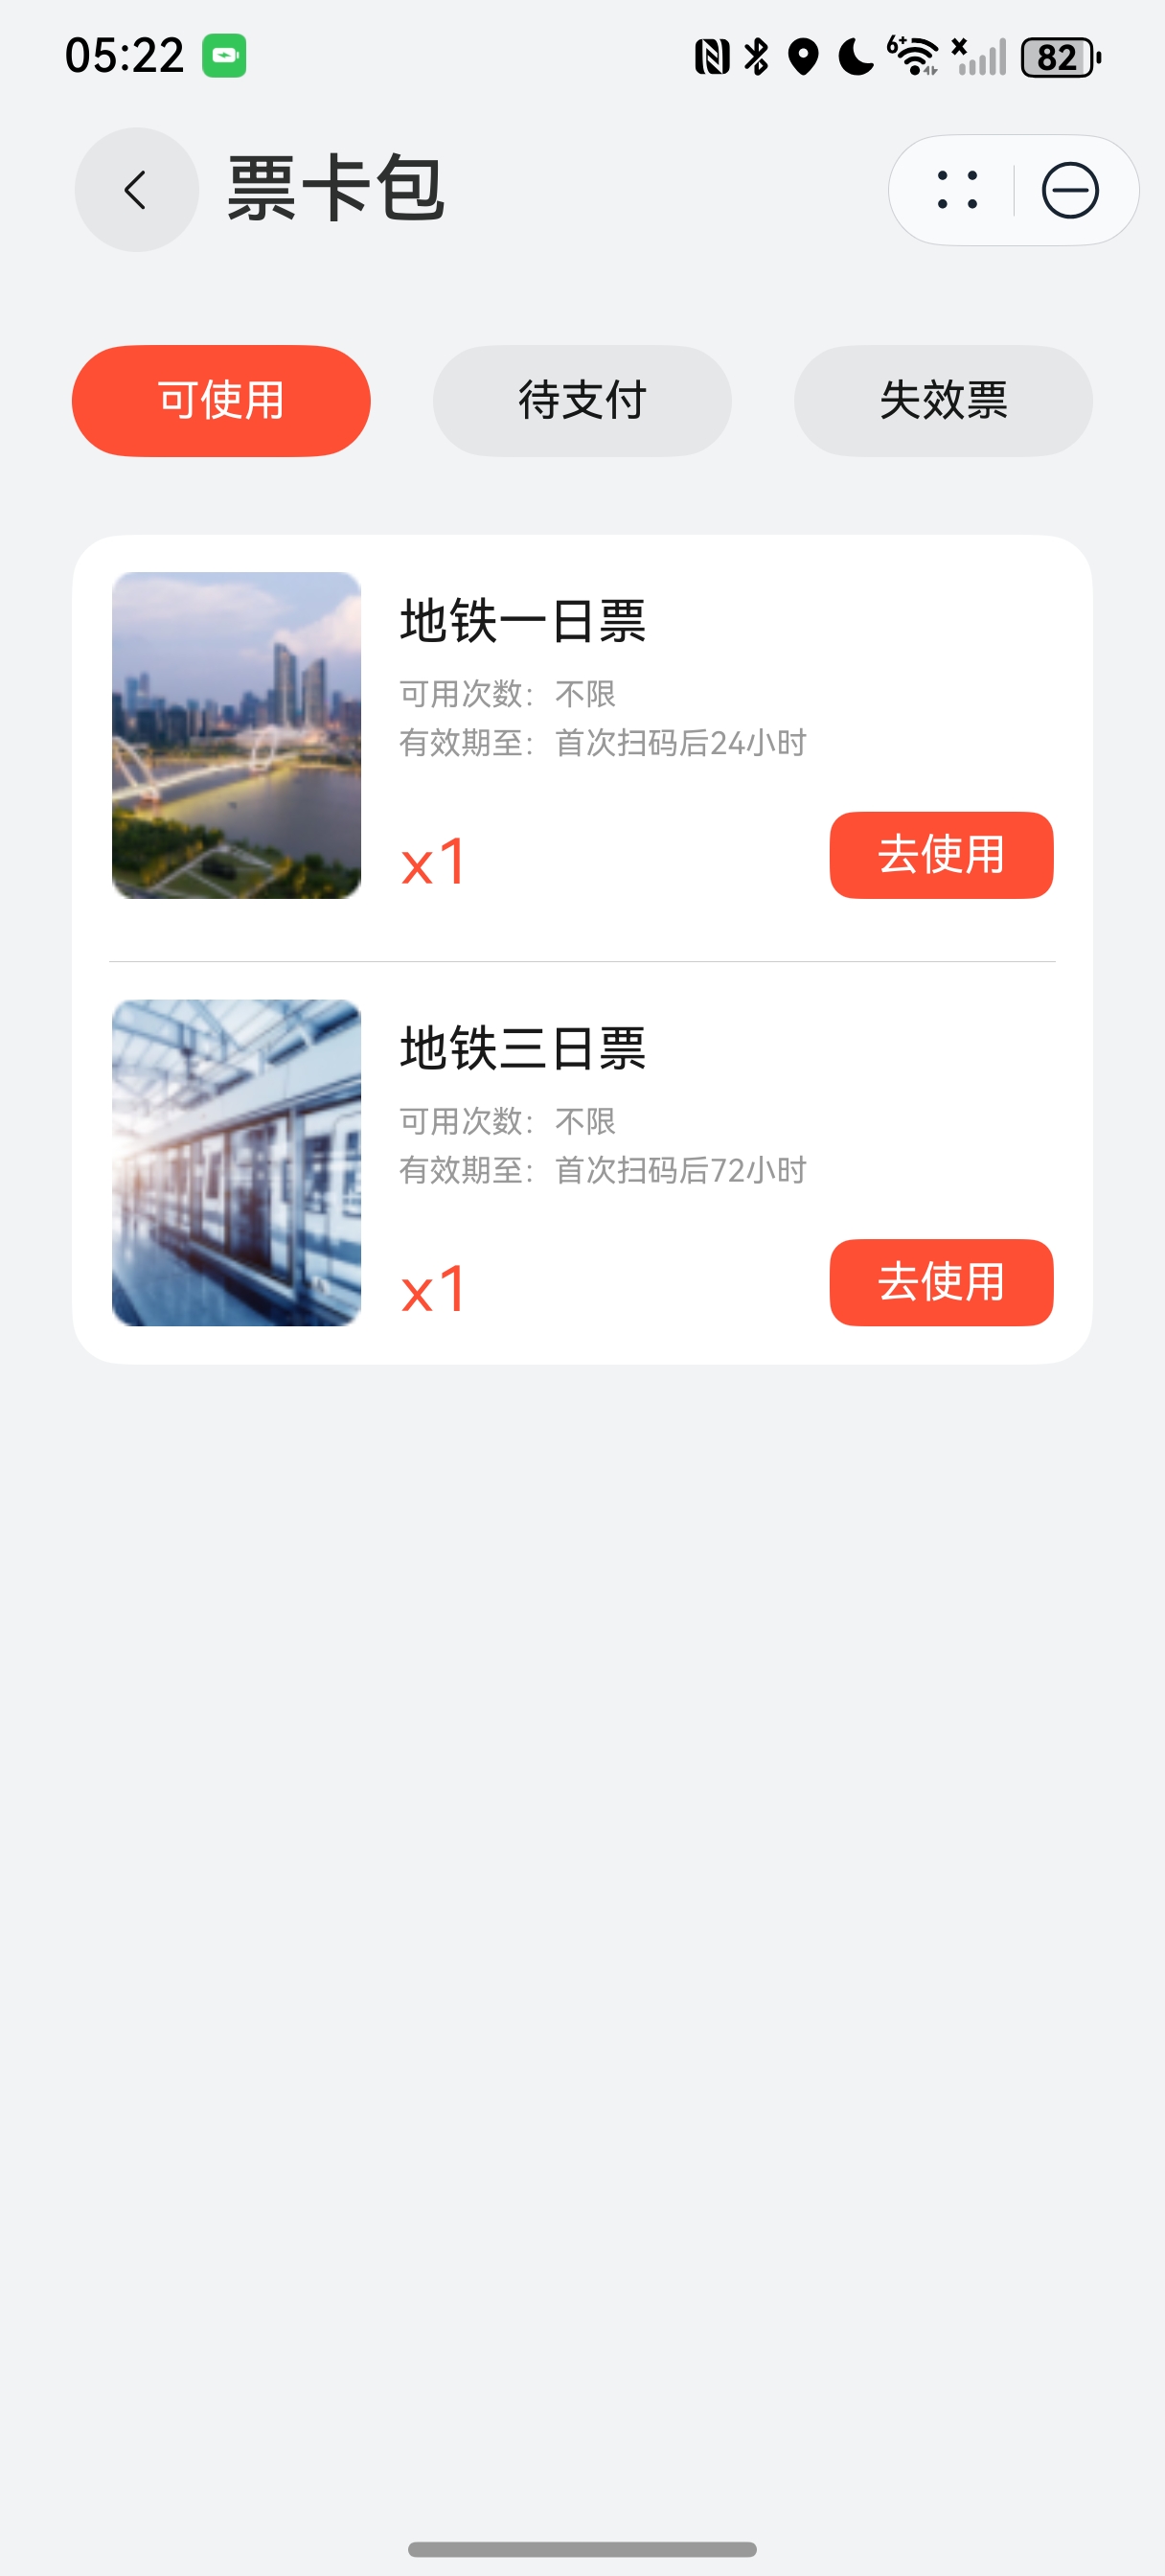 05:22
6+
82
票卡包
可使用
待支付
失效票
地铁一日票
可用次数：不限
有效期至：首次扫码后24小时
x1
去使用
地铁三日票
可用次数：不限
有效期至：首次扫码后72小时
x1
去使用